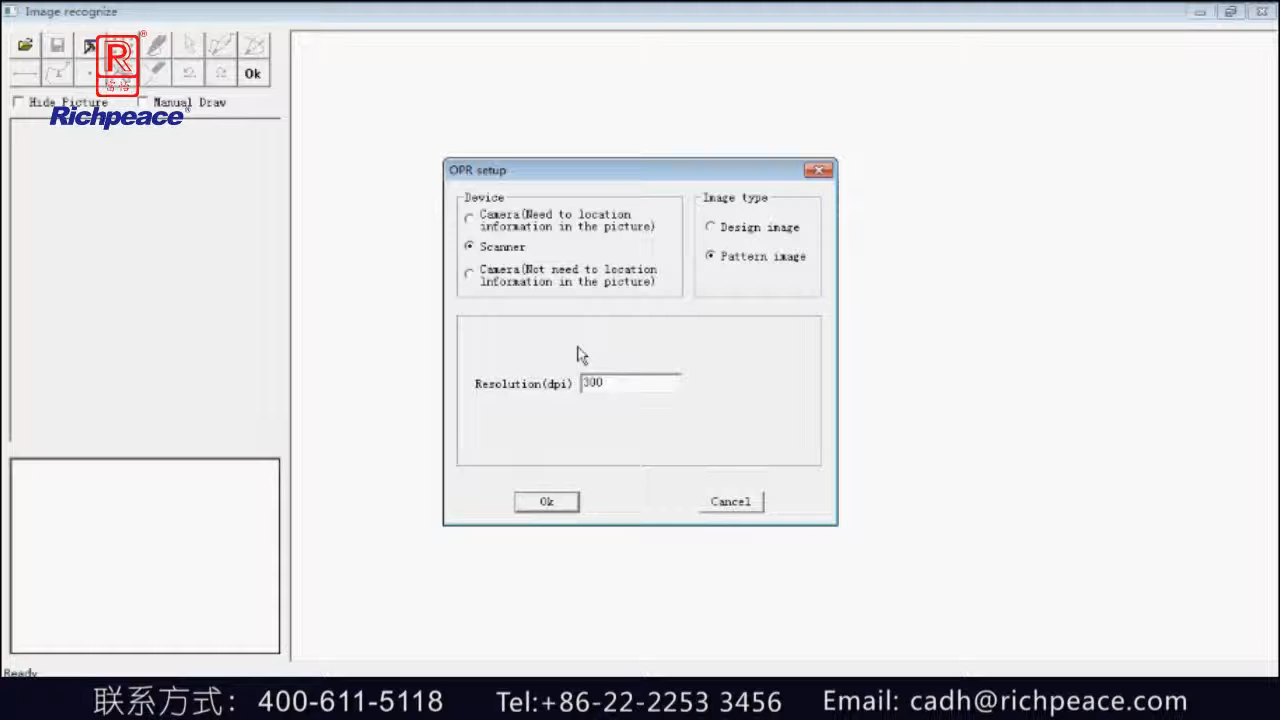 Image recognize
R
®
Ok
Hide Picture
Manual Draw
Richpeace®
OPR setup
Device
Camera(Need to location
information in the picture)
Scanner
Camera(Not need to location
information in the picture)
Image type
Design image
Pattern image
Resolution(dpi)
300
Ok
Cancel
Ready
联系方式：400-611-5118
Tel:+86-22-2253 3456
Email: cadh@richpeace.com